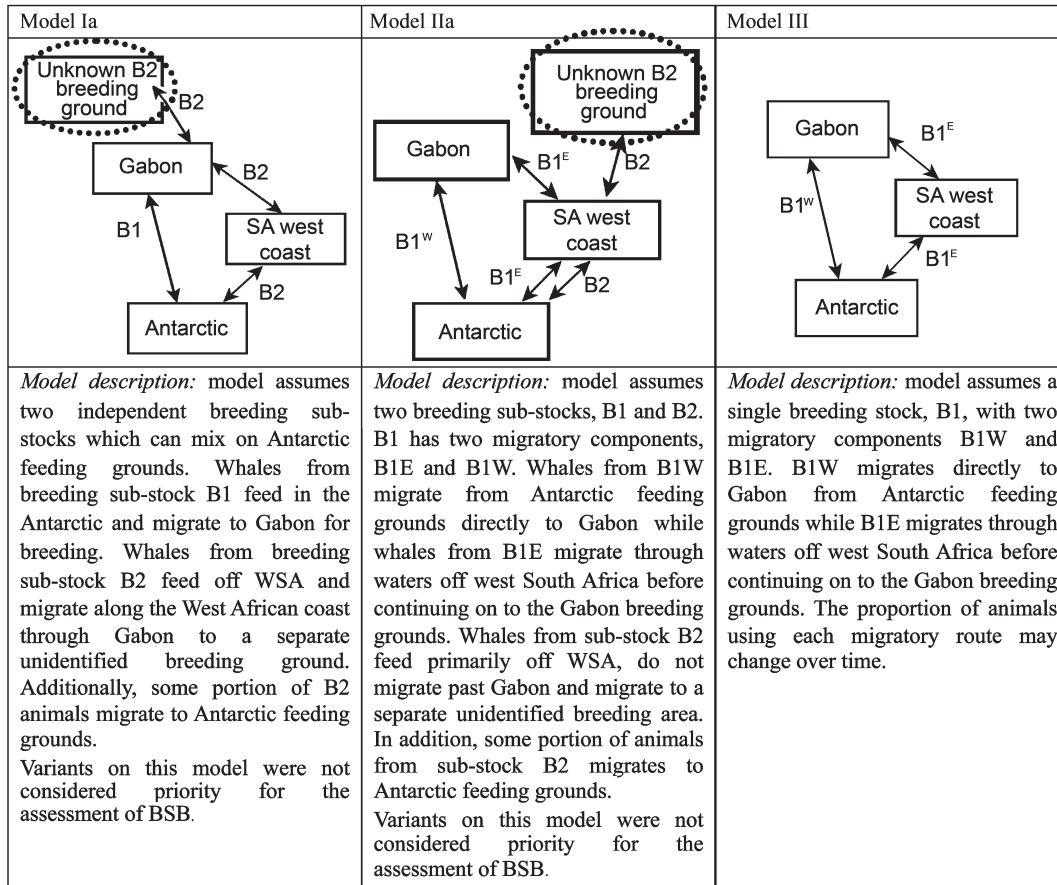 Model Ia
Unknown B2
breeding
ground
B2
Gabon
B2
B1
SA west
coast
B2
Antarctic
Model description: model assumes
two independent breeding sub-
stocks which can mix on Antarctic
feeding grounds. Whales from
breeding sub-stock B1 feed in the
Antarctic and migrate to Gabon for
breeding. Whales from breeding
sub-stock B2 feed off WSA and
migrate along the West African coast
through Gabon to a separate
unidentified breeding ground.
Additionally, some portion of B2
animals migrate to Antarctic feeding
grounds.
Variants on this model were not
considered priority for the
assessment of BSB.
Model IIa
Unknown B2
breeding
ground
Gabon
B1ᴱ
B2
SA west
coast
B1ᵂ
B1ᴱ
B2
Antarctic
Model description: model assumes
two breeding sub-stocks, B1 and B2.
B1 has two migratory components,
B1E and B1W. Whales from B1W
migrate from Antarctic feeding
grounds directly to Gabon while
whales from B1E migrate through
waters off west South Africa before
continuing on to the Gabon breeding
grounds. Whales from sub-stock B2
feed primarily off WSA, do not
migrate past Gabon and migrate to a
separate unidentified breeding area.
In addition, some portion of animals
from sub-stock B2 migrates to
Antarctic feeding grounds.
Variants on this model were not
considered priority for the
assessment of BSB.
Model III
Gabon
B1ᴱ
B1ᵂ
SA west
coast
B1ᴱ
Antarctic
Model description: model assumes a
single breeding stock, B1, with two
migratory components B1W and
B1E. B1W migrates directly to
Gabon from Antarctic feeding
grounds while B1E migrates through
waters off west South Africa before
continuing on to the Gabon breeding
grounds. The proportion of animals
using each migratory route may
change over time.